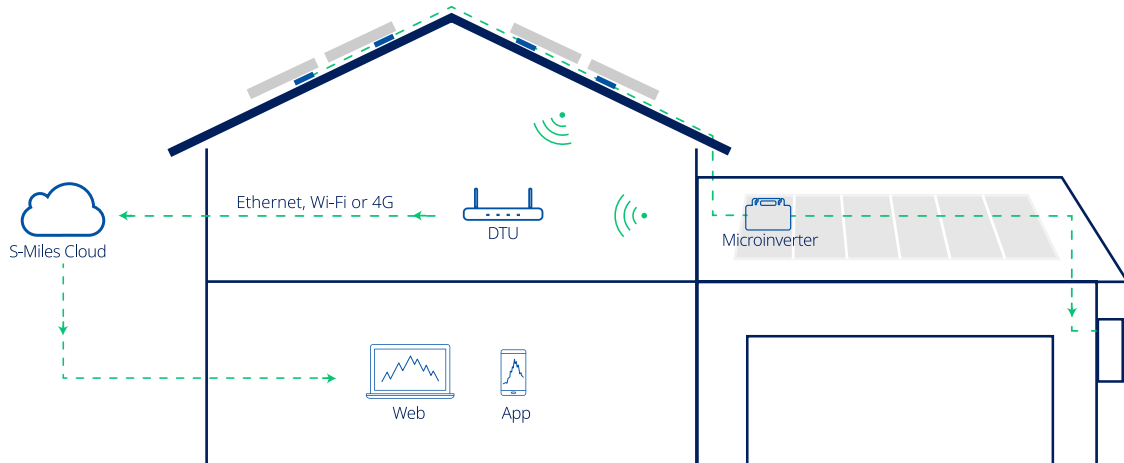 Ethernet, Wi-Fi or 4G
DTU
Microinverter
S-Miles Cloud
Web
App